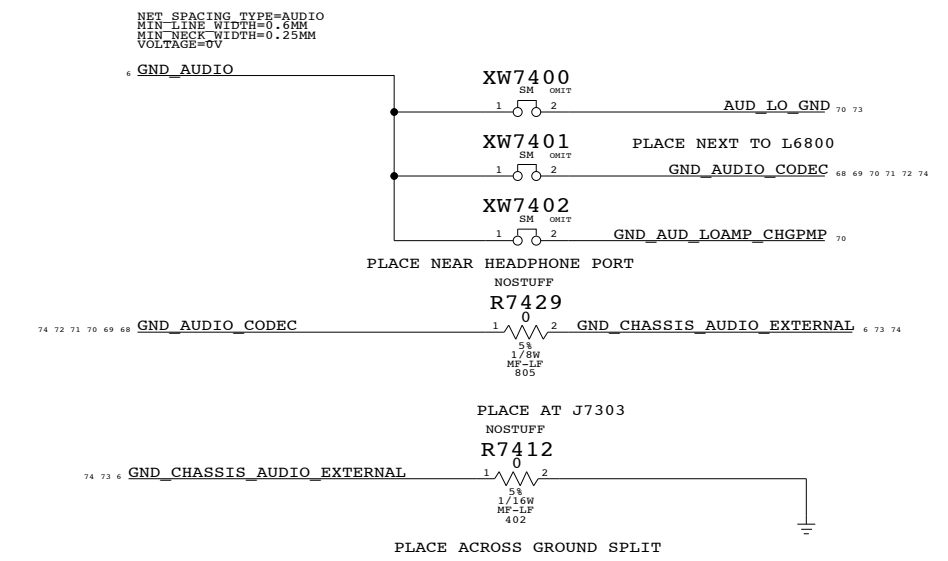 NET_SPACING_TYPE=AUDIO
MIN_LINE_WIDTH=0.6MM
MIN_NECK_WIDTH=0.25MM
VOLTAGE=0V
6 GND_AUDIO
XW7400
SM OMIT
1 2
AUD_LO_GND 70 73
XW7401
SM OMIT
PLACE NEXT TO L6800
1 2
GND_AUDIO_CODEC 68 69 70 71 72 74
XW7402
SM OMIT
1 2
GND_AUD_LOAMP_CHGPMP 70
PLACE NEAR HEADPHONE PORT
NOSTUFF
R7429
0
74 72 71 70 69 68 GND_AUDIO_CODEC 1 2 GND_CHASSIS_AUDIO_EXTERNAL 6 73 74
5%
1/8W
MF-LF
805
PLACE AT J7303
NOSTUFF
R7412
0
74 73 6 GND_CHASSIS_AUDIO_EXTERNAL 1 2
5%
1/16W
MF-LF
402
PLACE ACROSS GROUND SPLIT